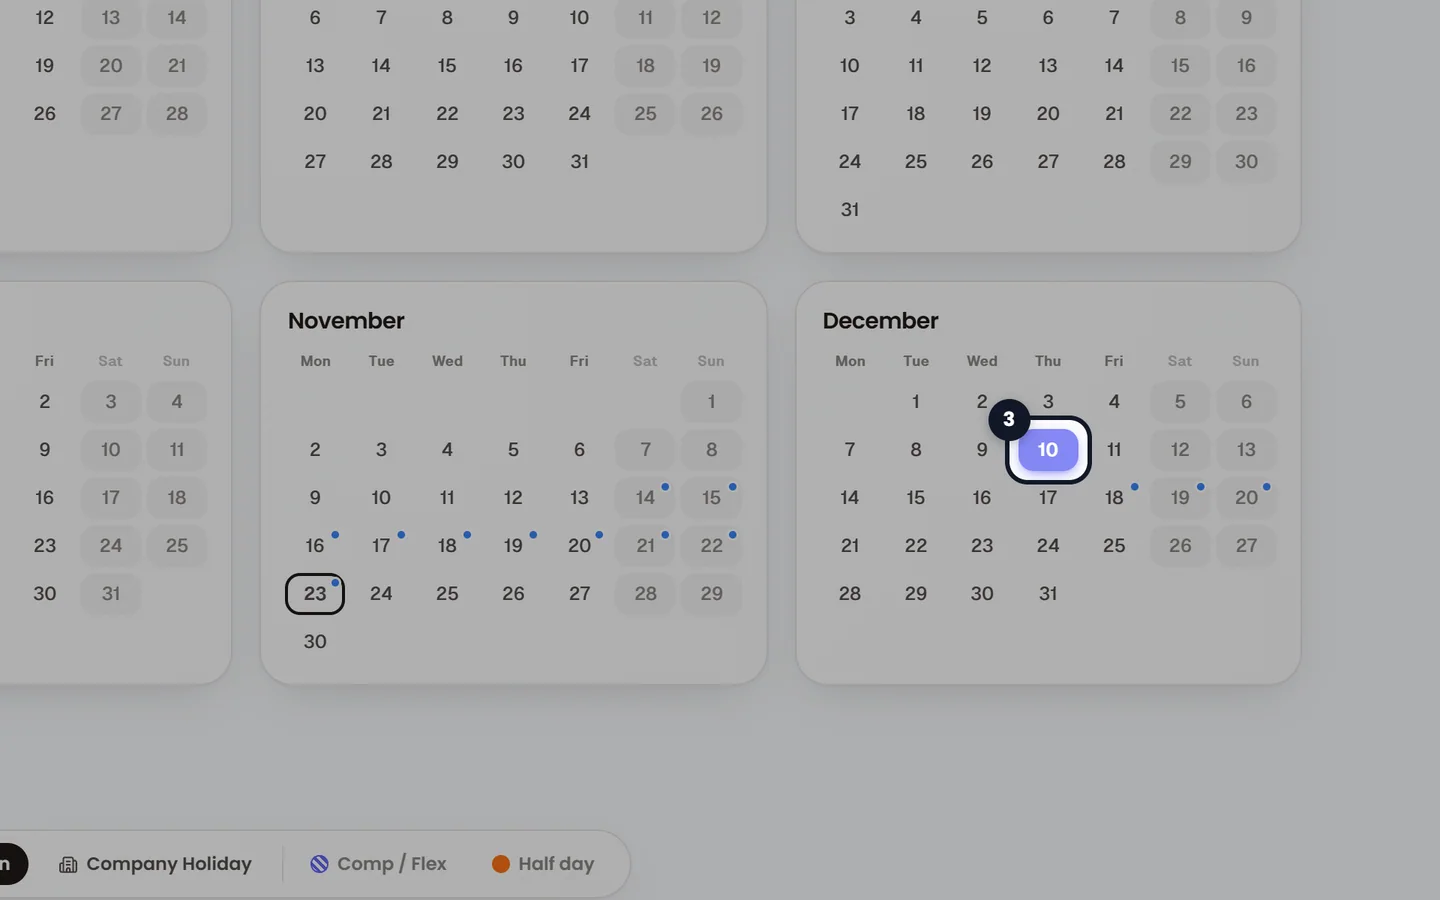 12 13 14
19 20 21
26 27 28
6 7 8 9 10 11 12
13 14 15 16 17 18 19
20 21 22 23 24 25 26
27 28 29 30 31
3 4 5 6 7 8 9
10 11 12 13 14 15 16
17 18 19 20 21 22 23
24 25 26 27 28 29 30
31
Fri Sat Sun
2 3 4
9 10 11
16 17 18
23 24 25
30 31
November
Mon Tue Wed Thu Fri Sat Sun
1
2 3 4 5 6 7 8
9 10 11 12 13 14 15
16 17 18 19 20 21 22
23 24 25 26 27 28 29
30
December
Mon Tue Wed Thu Fri Sat Sun
1 2 3 4 5 6
3
7 8 9 10 11 12 13
14 15 16 17 18 19 20
21 22 23 24 25 26 27
28 29 30 31
n Company Holiday Comp / Flex Half day